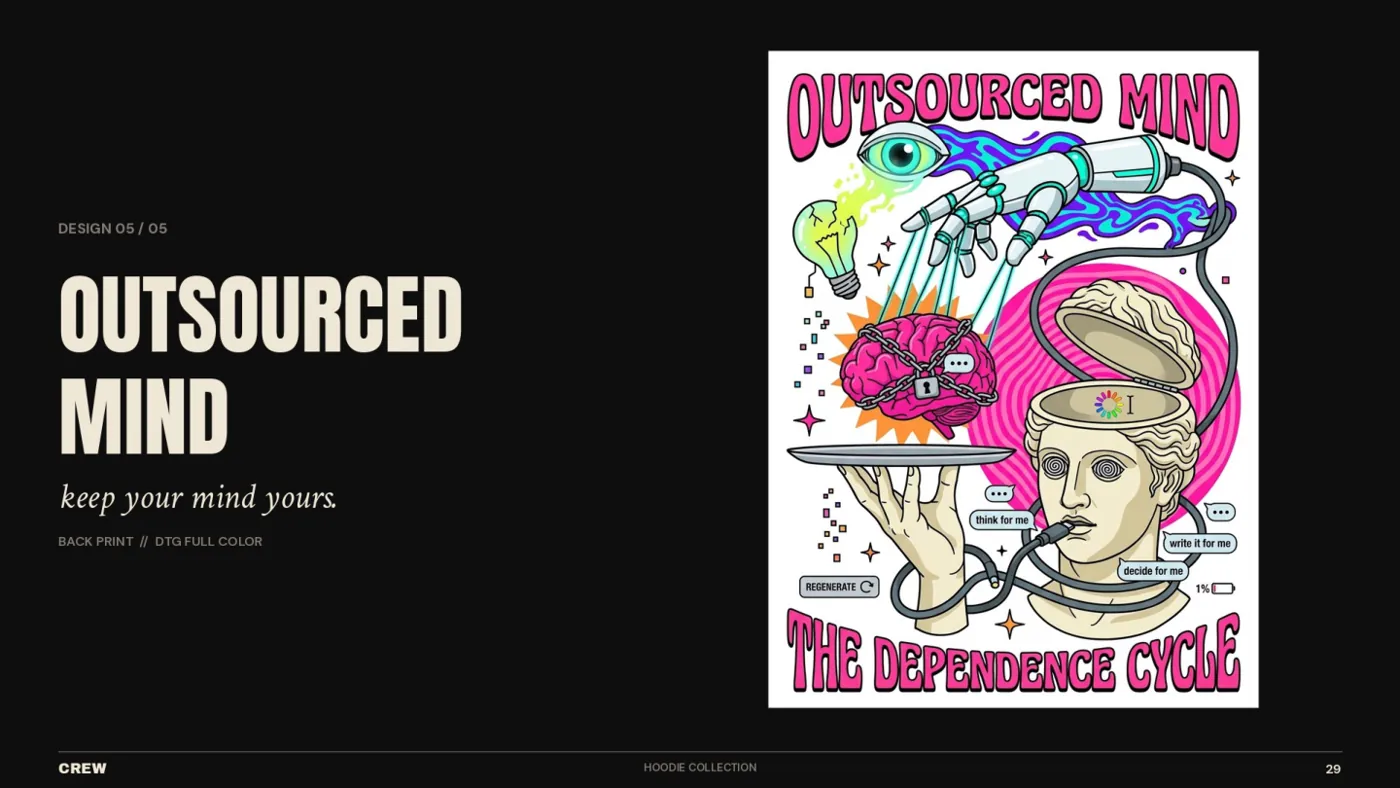 DESIGN 05 / 05
OUTSOURCED
MIND
keep your mind yours.
BACK PRINT // DTG FULL COLOR
OUTSOURCED MIND
think for me
write it for me
decide for me
REGENERATE
1%
THE DEPENDENCE CYCLE
CREW
HOODIE COLLECTION
29